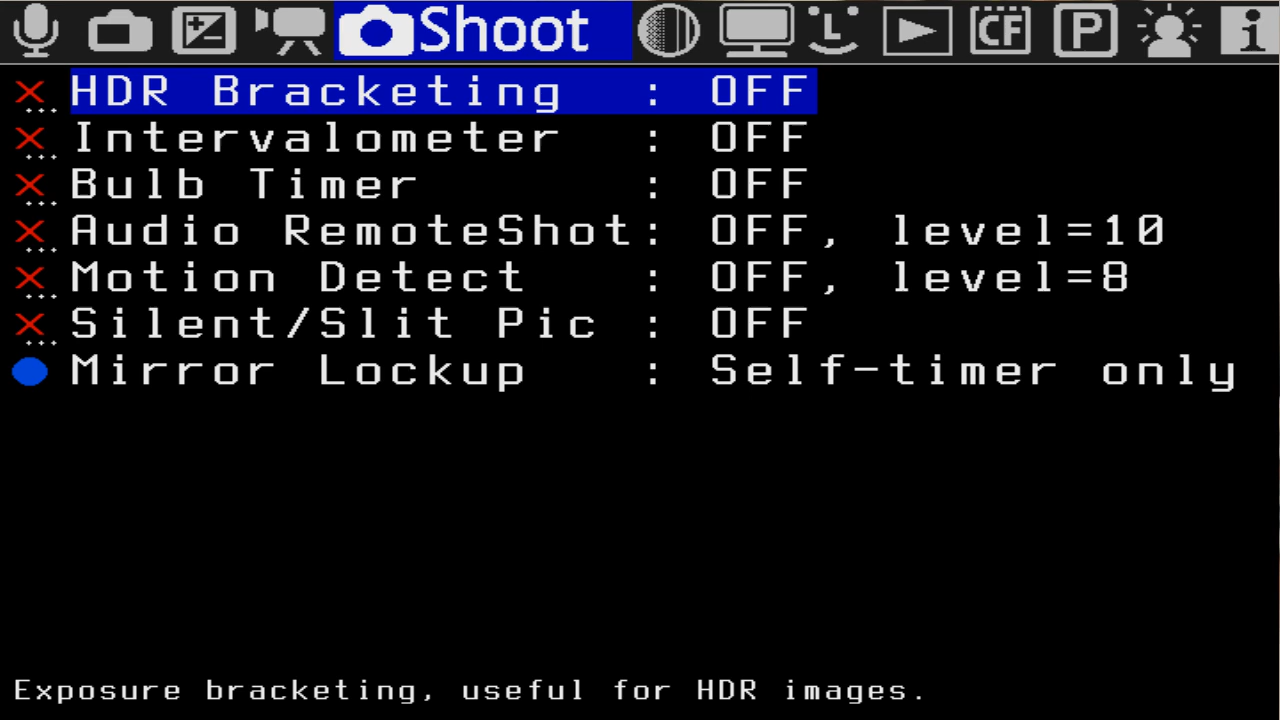 Shoot
L
CF
P
i
HDR Bracketing : OFF
Intervalometer : OFF
Bulb Timer : OFF
Audio RemoteShot: OFF, level=10
Motion Detect : OFF, level=8
Silent/Slit Pic : OFF
Mirror Lockup : Self-timer only
Exposure bracketing, useful for HDR images.